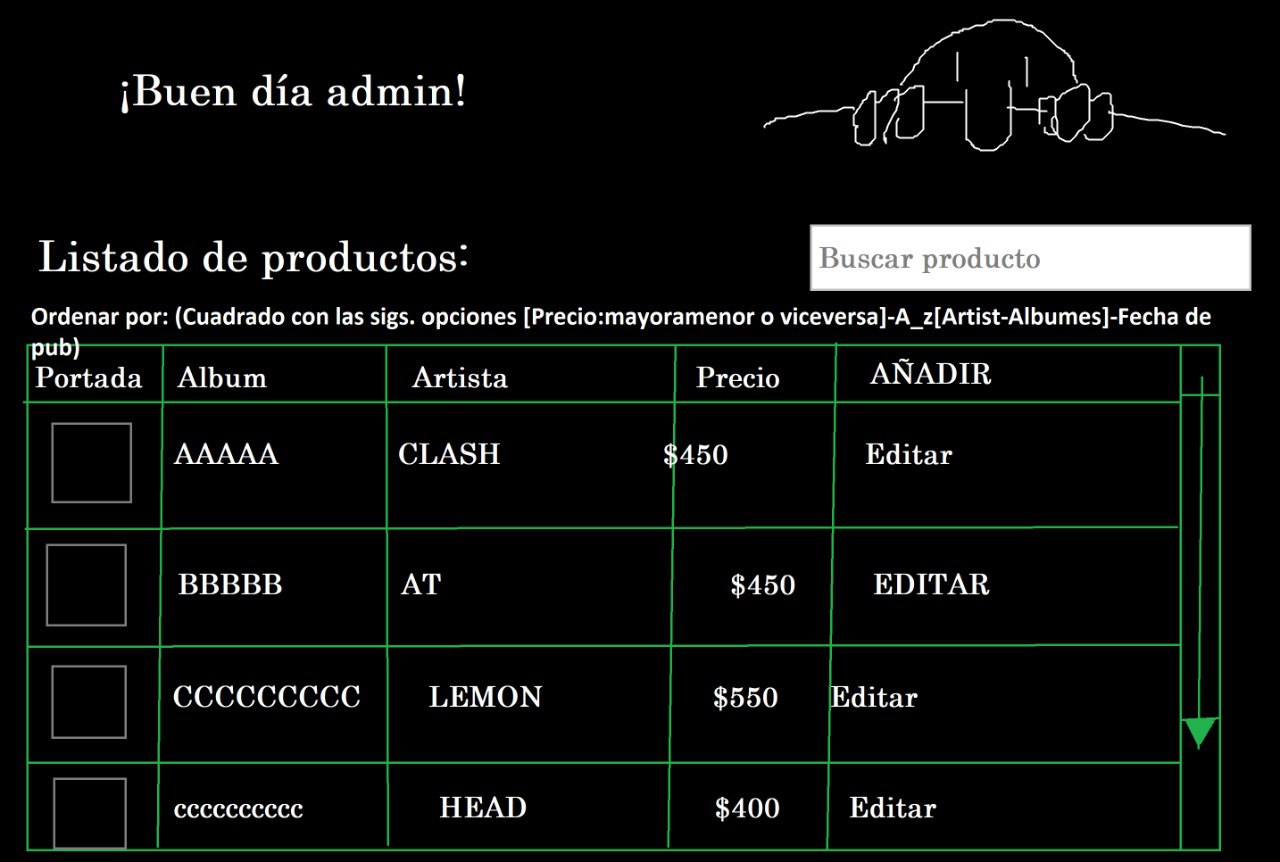 ¡Buen día admin!
Listado de productos:
Buscar producto
Ordenar por: (Cuadrado con las sigs. opciones [Precio:mayoramenor o viceversa]-A_z[Artist-Albumes]-Fecha de
pub)
Portada Album Artista Precio AÑADIR
AAAAA CLASH $450 Editar
BBBBB AT $450 EDITAR
CCCCCCCCC LEMON $550 Editar
cccccccccc HEAD $400 Editar